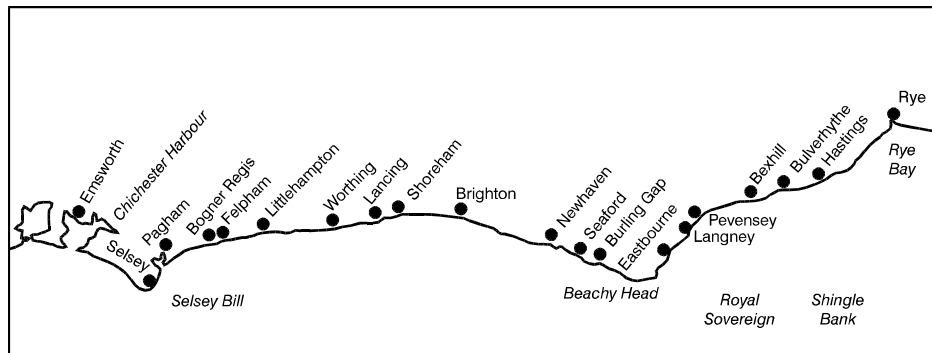 Emsworth
Chichester Harbour
Selsey
Pagham
Bogner Regis
Felpham
Littlehampton
Worthing
Lancing
Shoreham
Brighton
Newhaven
Seaford
Burling Gap
Eastbourne
Langney
Pevensey
Bexhill
Bulverhythe
Hastings
Rye
Rye
Bay
Selsey Bill
Beachy Head
Royal
Sovereign
Shingle
Bank